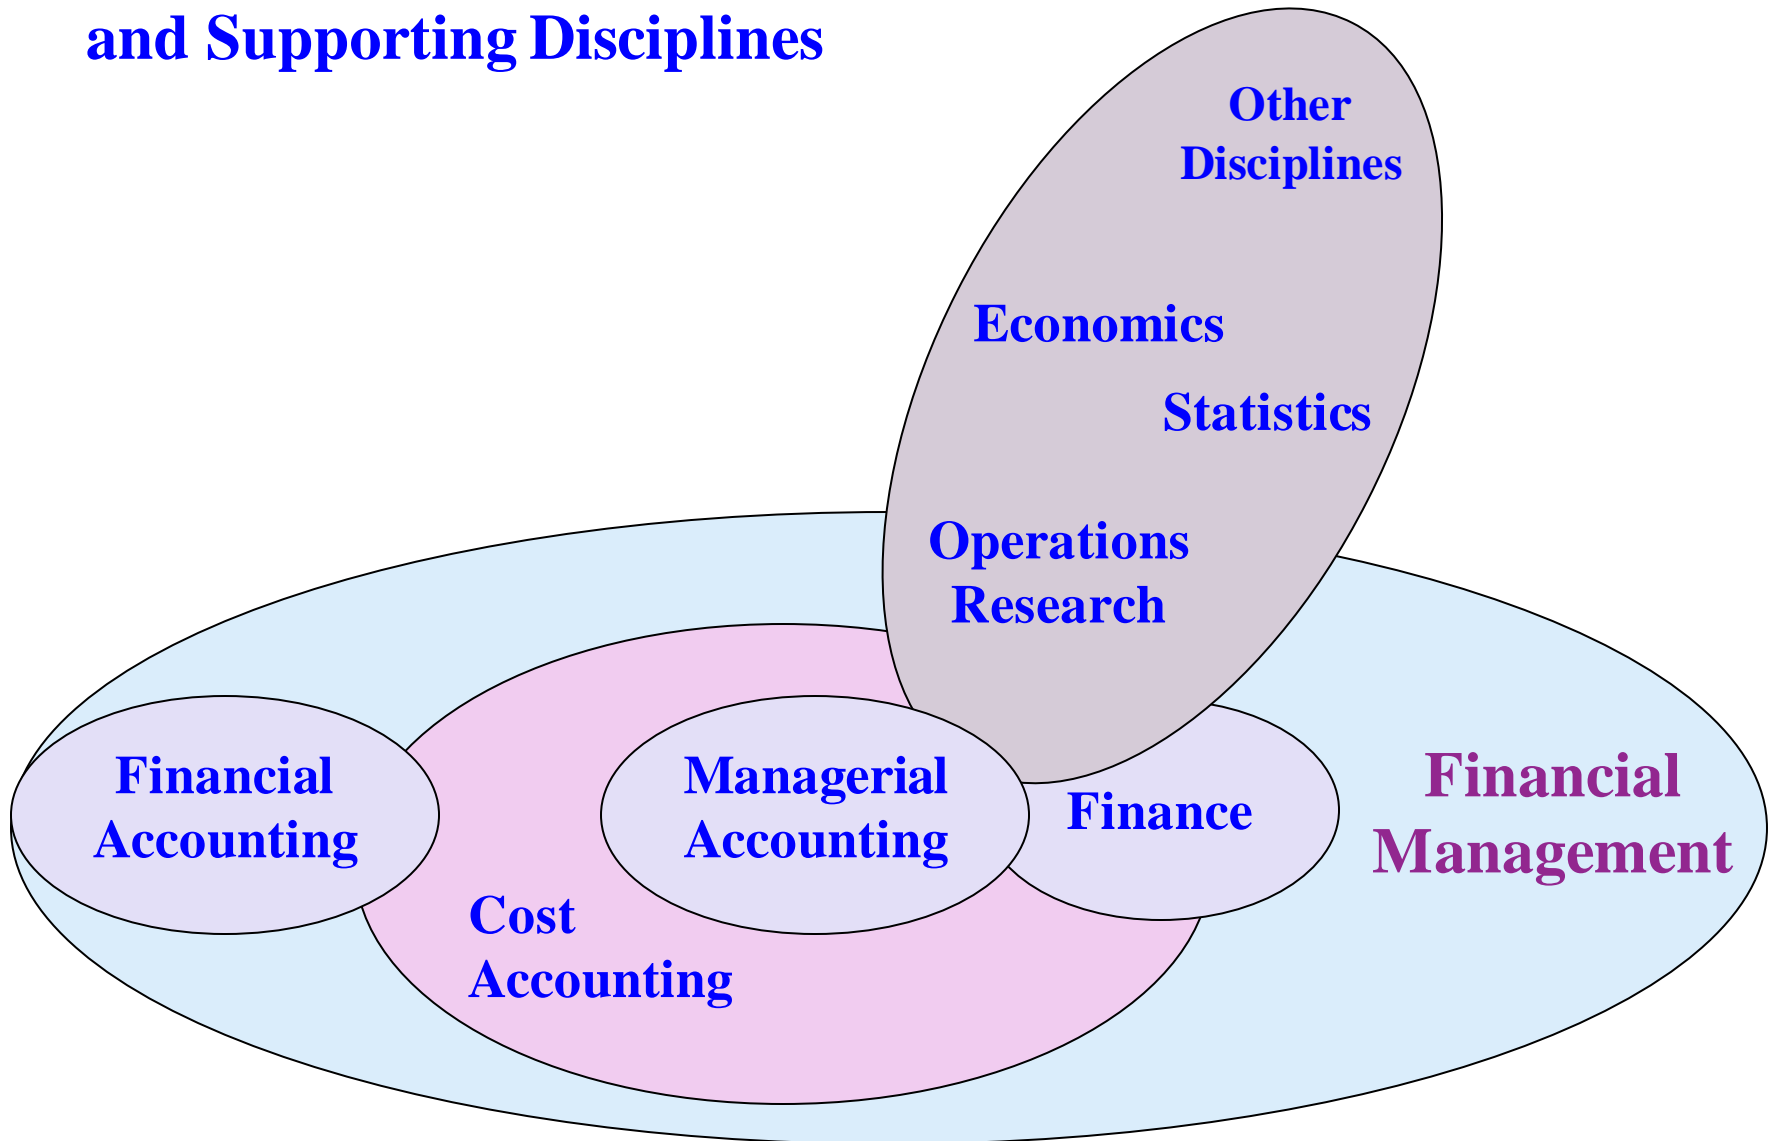 and Supporting Disciplines
Other
Disciplines
Economics
Statistics
Operations
Research
Financial
Accounting
Managerial
Accounting
Finance
Financial
Management
Cost
Accounting